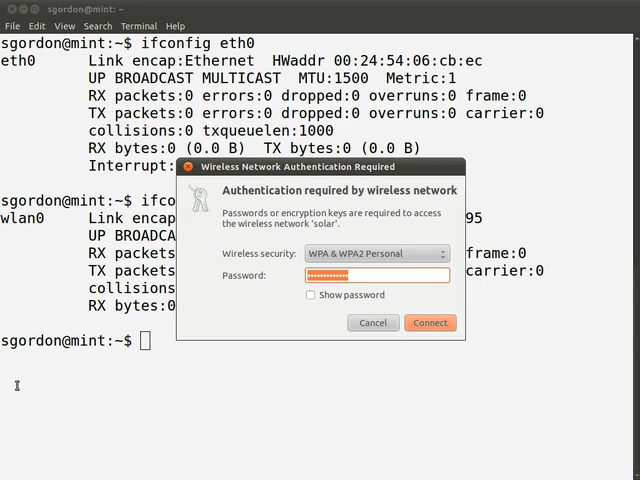 sgordon@mint: ~
File Edit View Search Terminal Help
sgordon@mint:~$ ifconfig eth0
eth0 Link encap:Ethernet HWaddr 00:24:54:06:cb:ec
UP BROADCAST MULTICAST MTU:1500 Metric:1
RX packets:0 errors:0 dropped:0 overruns:0 frame:0
TX packets:0 errors:0 dropped:0 overruns:0 carrier:0
collisions:0 txqueuelen:1000
RX bytes:0 (0.0 B) TX bytes:0 (0.0 B)
Interrupt:
sgordon@mint:~$ ifco
wlan0 Link encap 95
UP BROADCA
RX packets frame:0
TX packets carrier:0
collisions
RX bytes:0
sgordon@mint:~$
Wireless Network Authentication Required
Authentication required by wireless network
Passwords or encryption keys are required to access
the wireless network 'solar'.
Wireless security: WPA & WPA2 Personal
Password: •••••••••••••
Show password
Cancel Connect